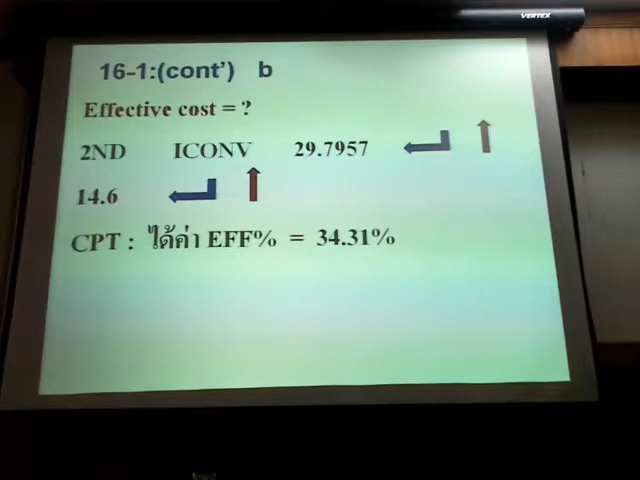 VERTEX
16-1:(cont') b
Effective cost = ?
2ND ICONV 29.7957
14.6
CPT : ได้ค่า EFF% = 34.31%